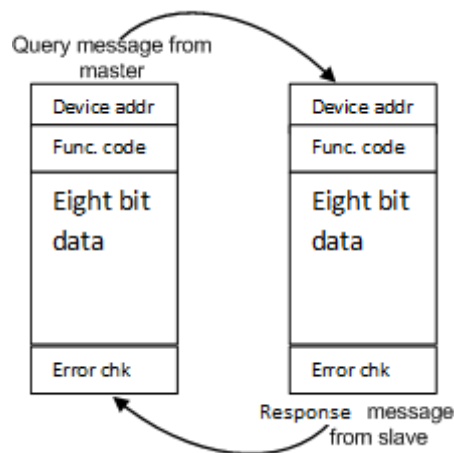 Query message from
master
Device addr
Func. code
Eight bit
data
Error chk
Device addr
Func. code
Eight bit
data
Error chk
Response message
from slave